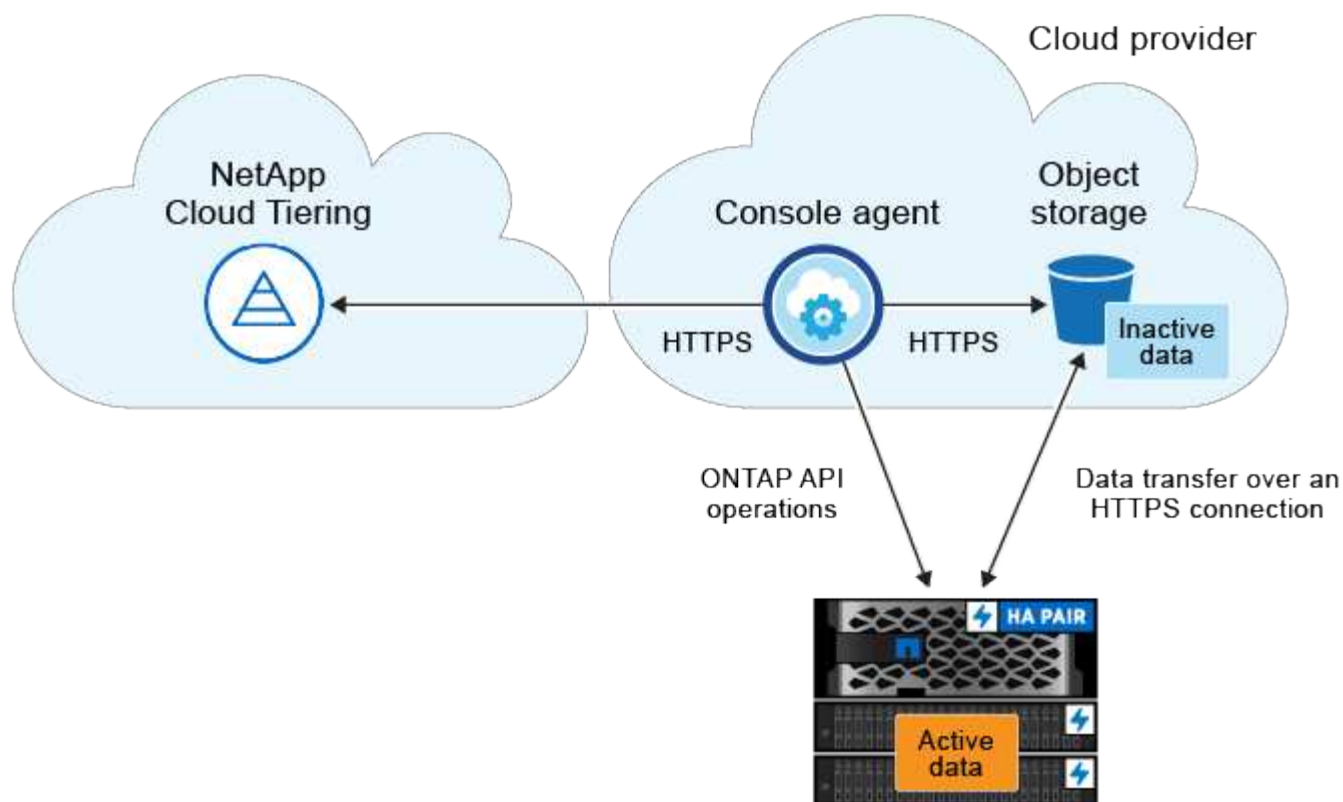 Cloud provider
NetApp
Cloud Tiering
Console agent
Object
storage
HTTPS
HTTPS
Inactive
data
ONTAP API
operations
Data transfer over an
HTTPS connection
HA PAIR
Active
data